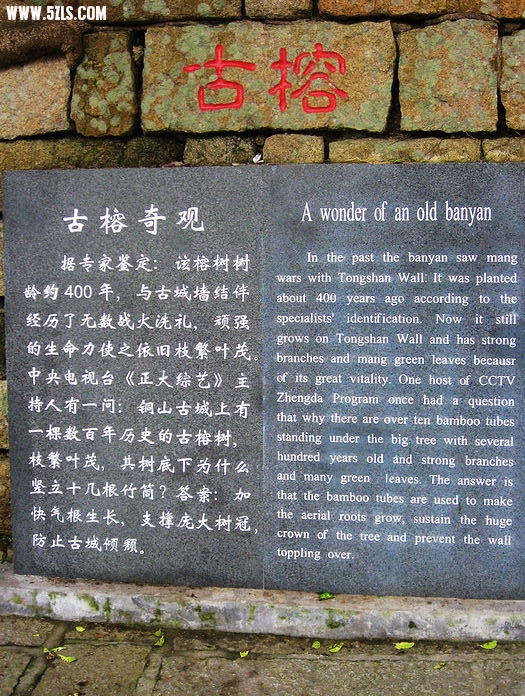 WWW.5ZLS.COM
古榕
古榕奇观
据专家鉴定：该榕树树
龄约400年，与古城墙结伴
经历了无数战火洗礼，顽强
的生命力使之依旧枝繁叶茂。
中央电视台《正大综艺》主
持人有一问：铜山古城上有
一棵数百年历史的古榕树，
枝繁叶茂，其树底下为什么
竖立十几根竹筒？答案：加
快气根生长，支撑庞大树冠，
防止古城倾颓。
A wonder of an old banyan
In the past the banyan saw mang
wars with Tongshan Wall. It was planted
about 400 years ago according to the
specialists' identification. Now it still
grows on Tongshan Wall and has strong
branches and mang green leaves becausr
of its great vitality. One host of CCTV
Zhengda Program once had a question
that why there are over ten bamboo tubes
standing under the big tree with several
hundred years old and strong branches
and many green leaves. The answer is
that the bamboo tubes are used to make
the aerial roots grow, sustain the huge
crown of the tree and prevent the wall
toppling over.